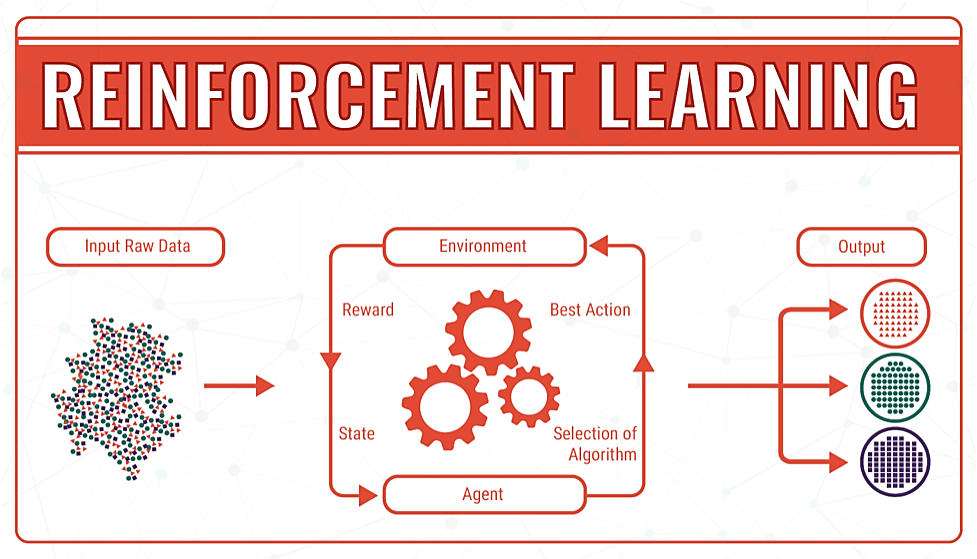 REINFORCEMENT LEARNING
Input Raw Data
Environment
Output
Reward
Best Action
State
Selection of
Algorithm
Agent